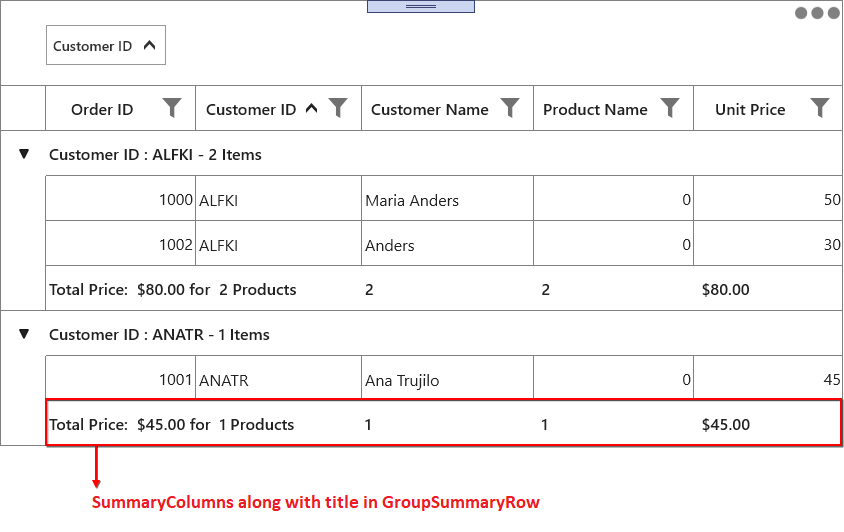 Customer ID
Order ID Customer ID Customer Name Product Name Unit Price
Customer ID : ALFKI - 2 Items
1000 ALFKI Maria Anders 0 50
1002 ALFKI Anders 0 30
Total Price: $80.00 for 2 Products 2 2 $80.00
Customer ID : ANATR - 1 Items
1001 ANATR Ana Trujilo 0 45
Total Price: $45.00 for 1 Products 1 1 $45.00
SummaryColumns along with title in GroupSummaryRow